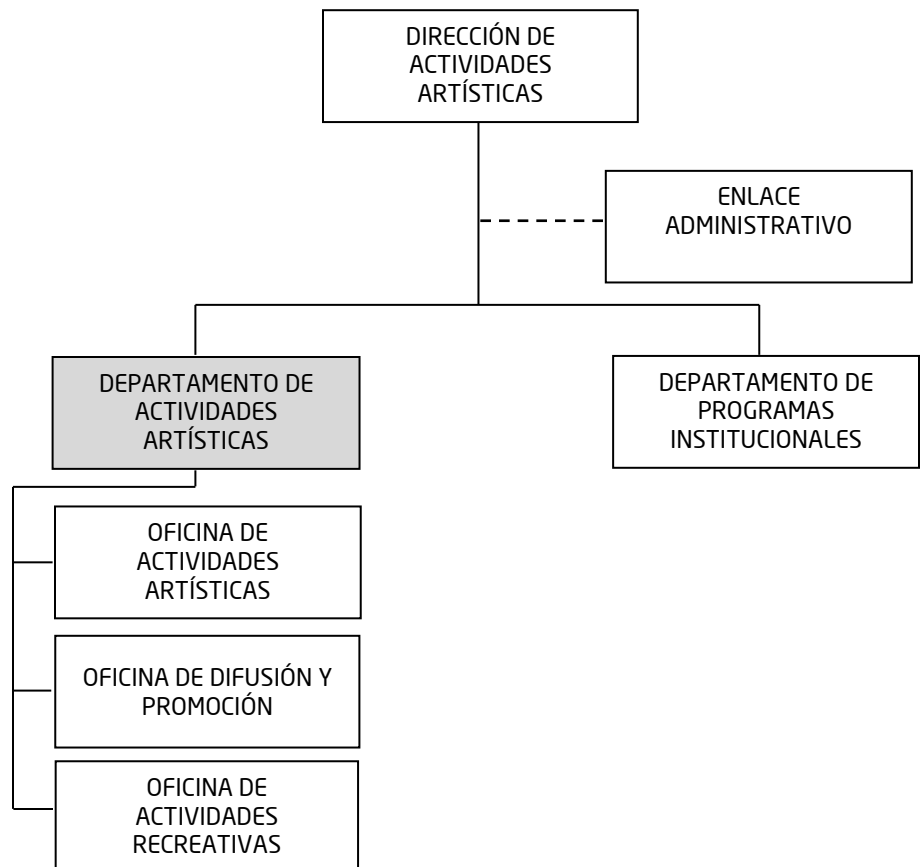 DIRECCIÓN DE
ACTIVIDADES
ARTÍSTICAS
ENLACE
ADMINISTRATIVO
DEPARTAMENTO DE
ACTIVIDADES
ARTÍSTICAS
DEPARTAMENTO DE
PROGRAMAS
INSTITUCIONALES
OFICINA DE
ACTIVIDADES
ARTÍSTICAS
OFICINA DE DIFUSIÓN Y
PROMOCIÓN
OFICINA DE
ACTIVIDADES
RECREATIVAS